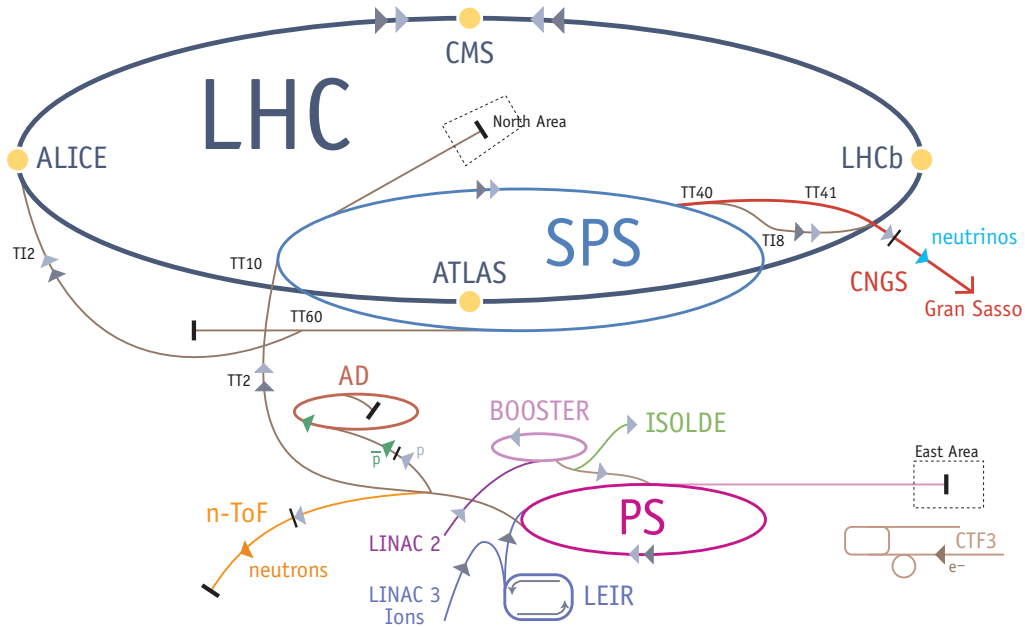 CMS
LHC
North Area
ALICE
LHCb
TT40
TT41
SPS
TI8
neutrinos
TI2
TT10
ATLAS
CNGS
Gran Sasso
TT60
TT2
AD
BOOSTER
ISOLDE
p
p̅
East Area
n-ToF
PS
LINAC 2
CTF3
neutrons
e–
LINAC 3
Ions
LEIR